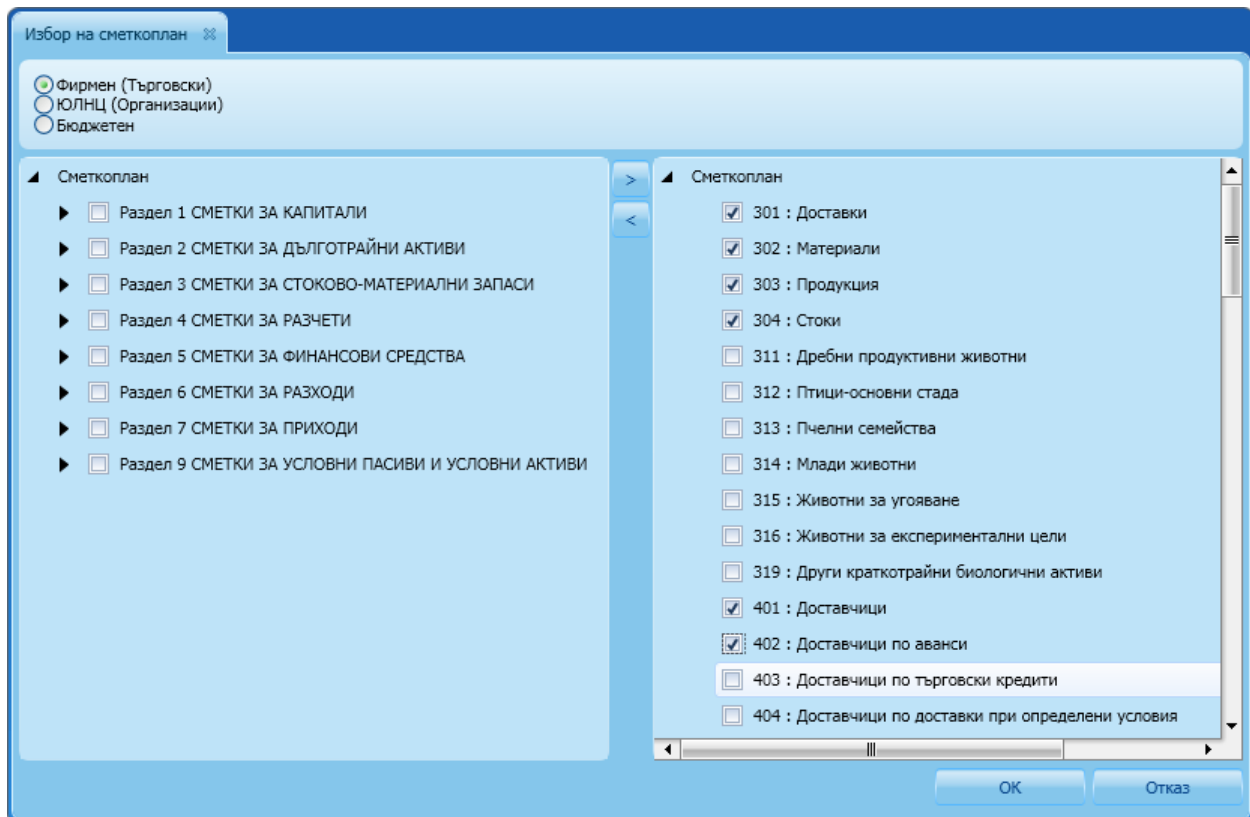 Избор на сметкоплан
Фирмен (Търговски)
ЮЛНЦ (Организации)
Бюджетен
Сметкоплан
Раздел 1 СМЕТКИ ЗА КАПИТАЛИ
Раздел 2 СМЕТКИ ЗА ДЪЛГОТРАЙНИ АКТИВИ
Раздел 3 СМЕТКИ ЗА СТОКОВО-МАТЕРИАЛНИ ЗАПАСИ
Раздел 4 СМЕТКИ ЗА РАЗЧЕТИ
Раздел 5 СМЕТКИ ЗА ФИНАНСОВИ СРЕДСТВА
Раздел 6 СМЕТКИ ЗА РАЗХОДИ
Раздел 7 СМЕТКИ ЗА ПРИХОДИ
Раздел 9 СМЕТКИ ЗА УСЛОВНИ ПАСИВИ И УСЛОВНИ АКТИВИ
>
<
Сметкоплан
301 : Доставки
302 : Материали
303 : Продукция
304 : Стоки
311 : Дребни продуктивни животни
312 : Птици-основни стада
313 : Пчелни семейства
314 : Млади животни
315 : Животни за угояване
316 : Животни за експериментални цели
319 : Други краткотрайни биологични активи
401 : Доставчици
402 : Доставчици по аванси
403 : Доставчици по търговски кредити
404 : Доставчици по доставки при определени условия
ОК
Отказ